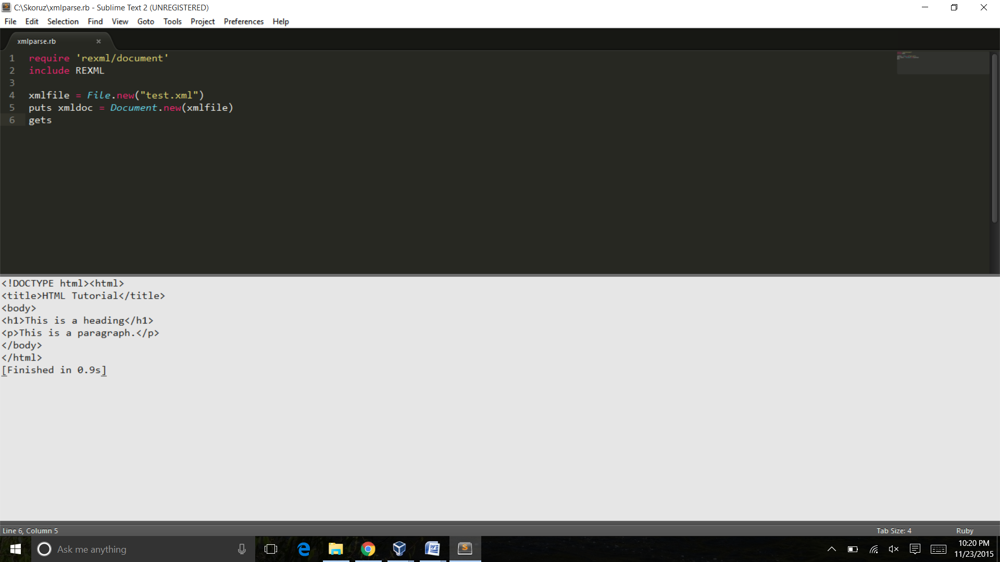 C:\Skoruz\xmlparse.rb - Sublime Text 2 (UNREGISTERED)
File Edit Selection Find View Goto Tools Project Preferences Help
xmlparse.rb
1 require 'rexml/document'
2 include REXML
3
4 xmlfile = File.new("test.xml")
5 puts xmldoc = Document.new(xmlfile)
6 gets
<!DOCTYPE html><html>
<title>HTML Tutorial</title>
<body>
<h1>This is a heading</h1>
<p>This is a paragraph.</p>
</body>
</html>
[Finished in 0.9s]
Line 6, Column 5 Tab Size: 4 Ruby
Ask me anything
10:20 PM
11/23/2015